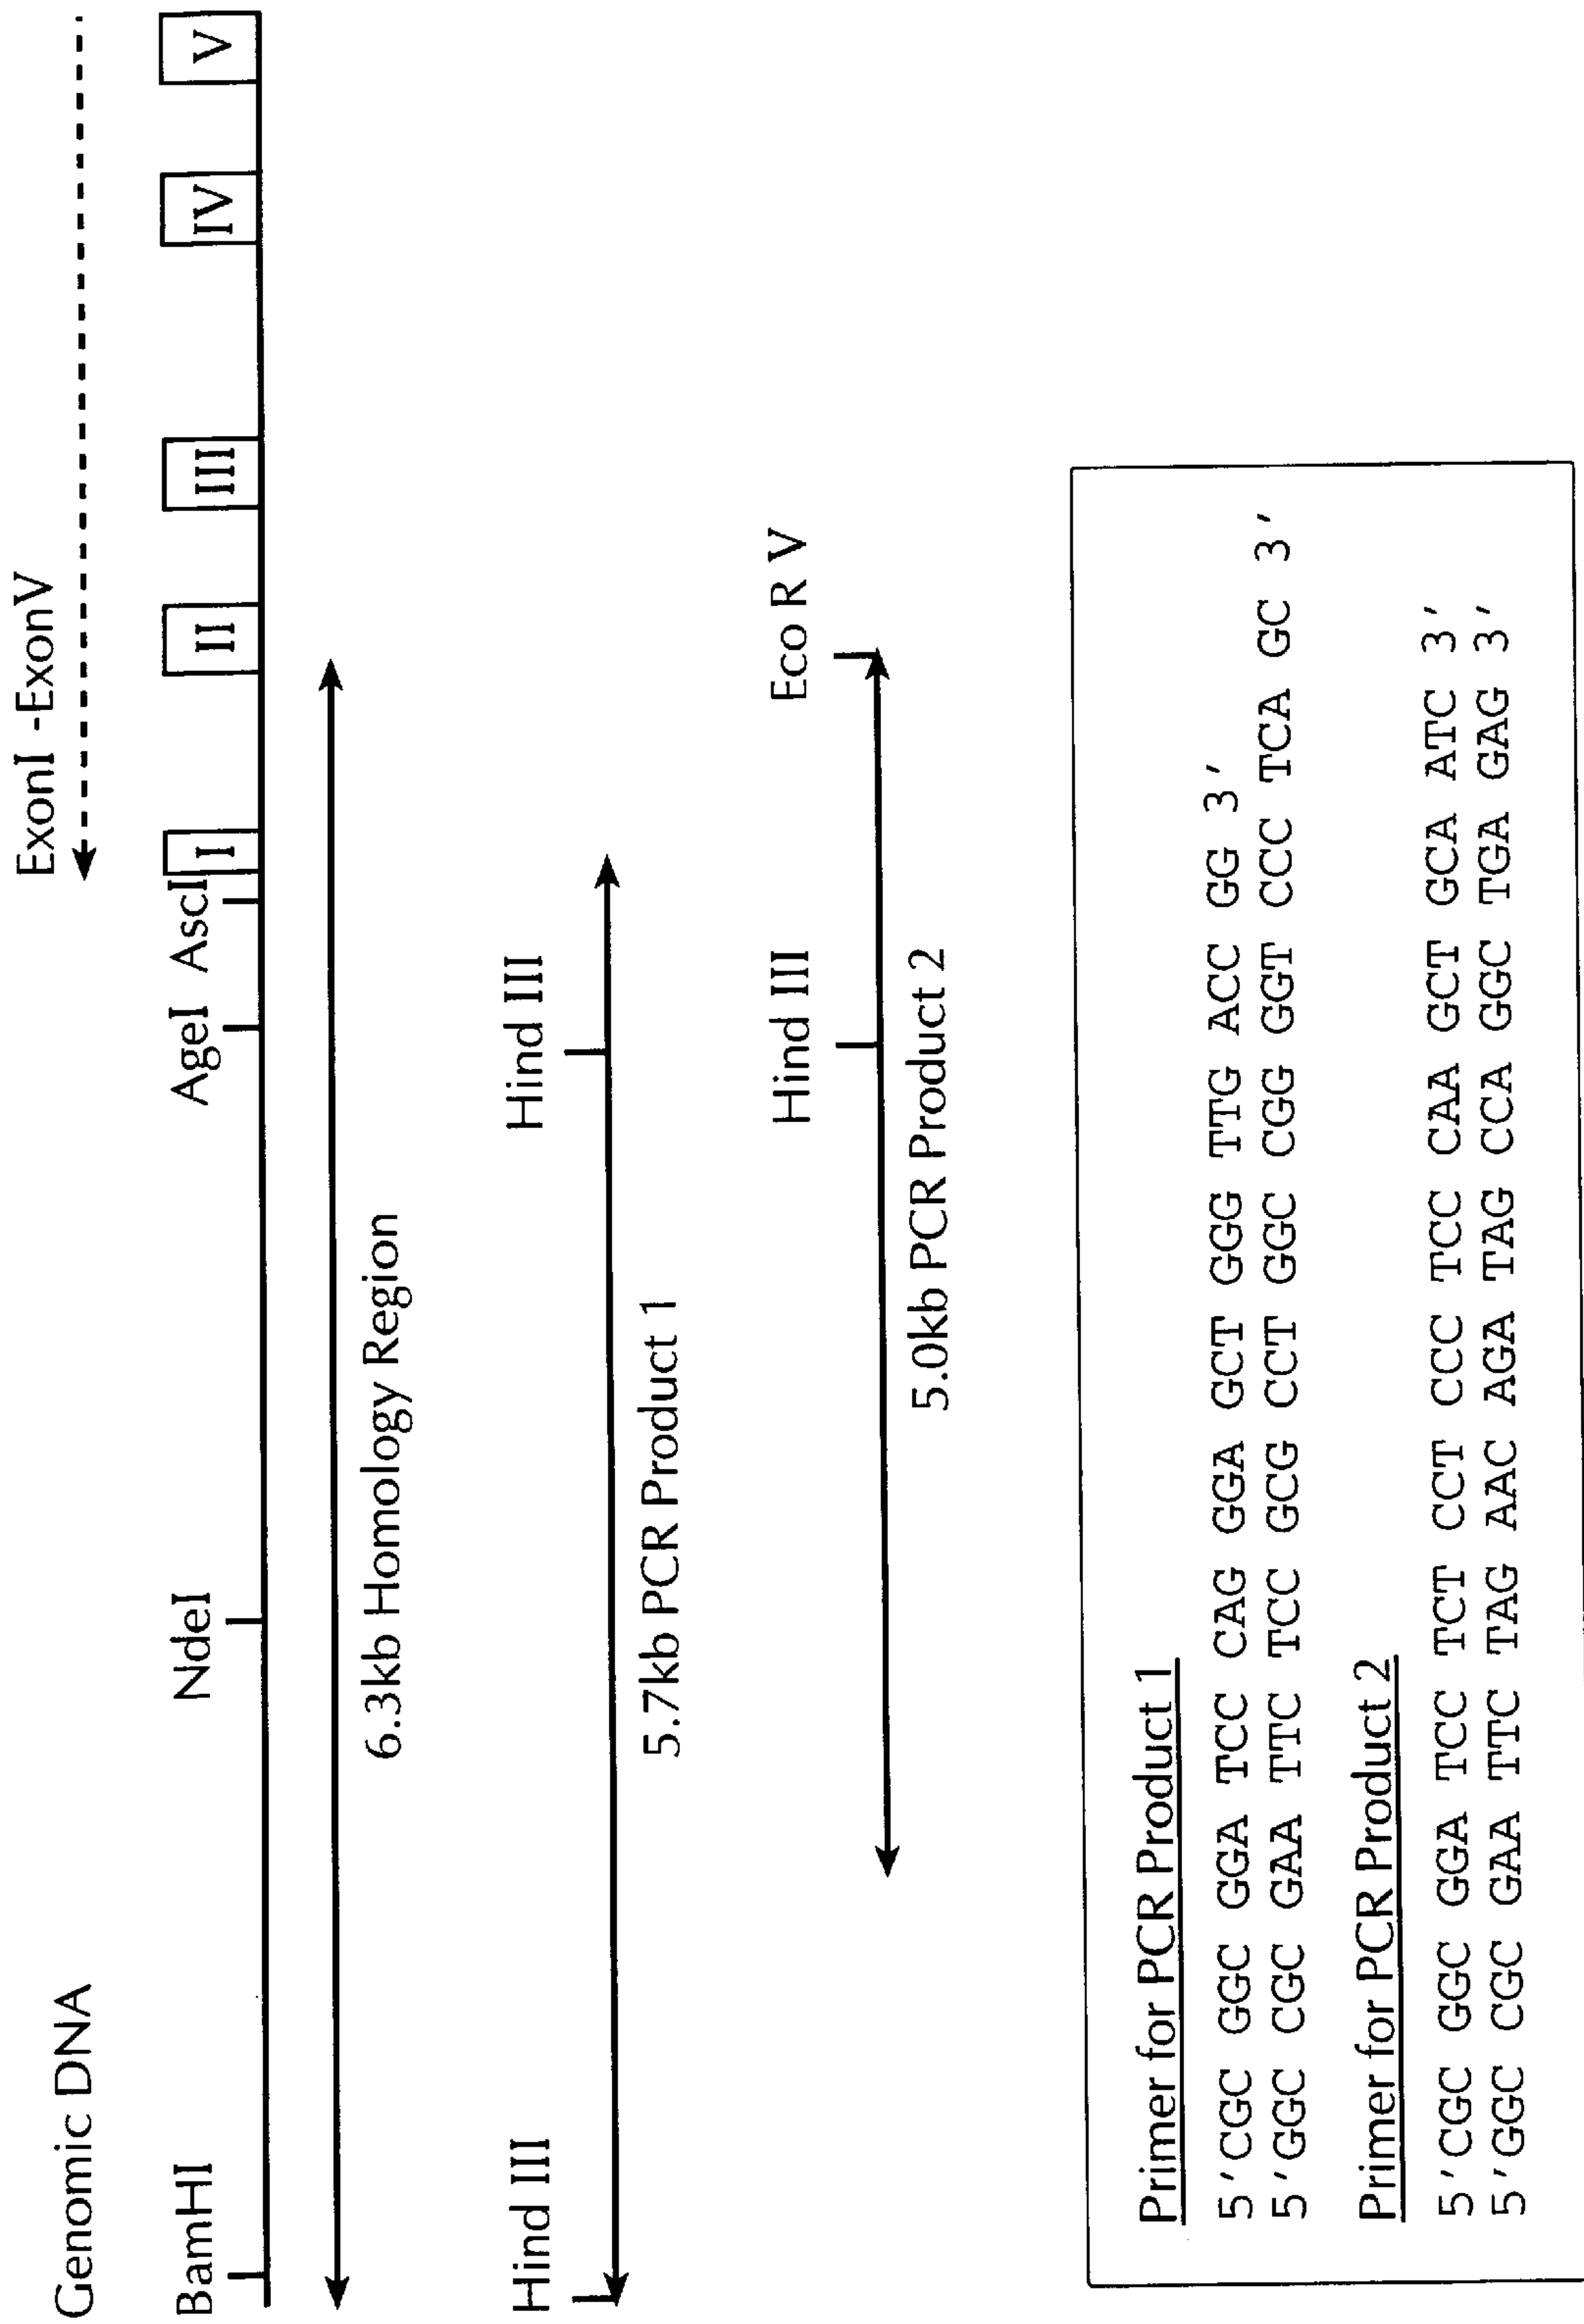 Genomic DNA
ExonI -ExonV
BamHI
NdeI
AgeI
AscI
I
II
III
IV
V
6.3kb Homology Region
Hind III
Hind III
5.7kb PCR Product 1
Hind III
Eco R V
5.0kb PCR Product 2
Primer for PCR Product 1
5'CGC GGC GGA TCC CAG GGA GCT GGG TTG ACC GG 3'
5'GGC CGC GAA TTC TCC GCG CCT GGC CGG GGT CCC TCA GC 3'
Primer for PCR Product 2
5'CGC GGC GGA TCC TCT CCT CCC TCC CAA GCT GCA ATC 3'
5'GGC CGC GAA TTC TAG AAC AGA TAG CCA GGC TGA GAG 3'